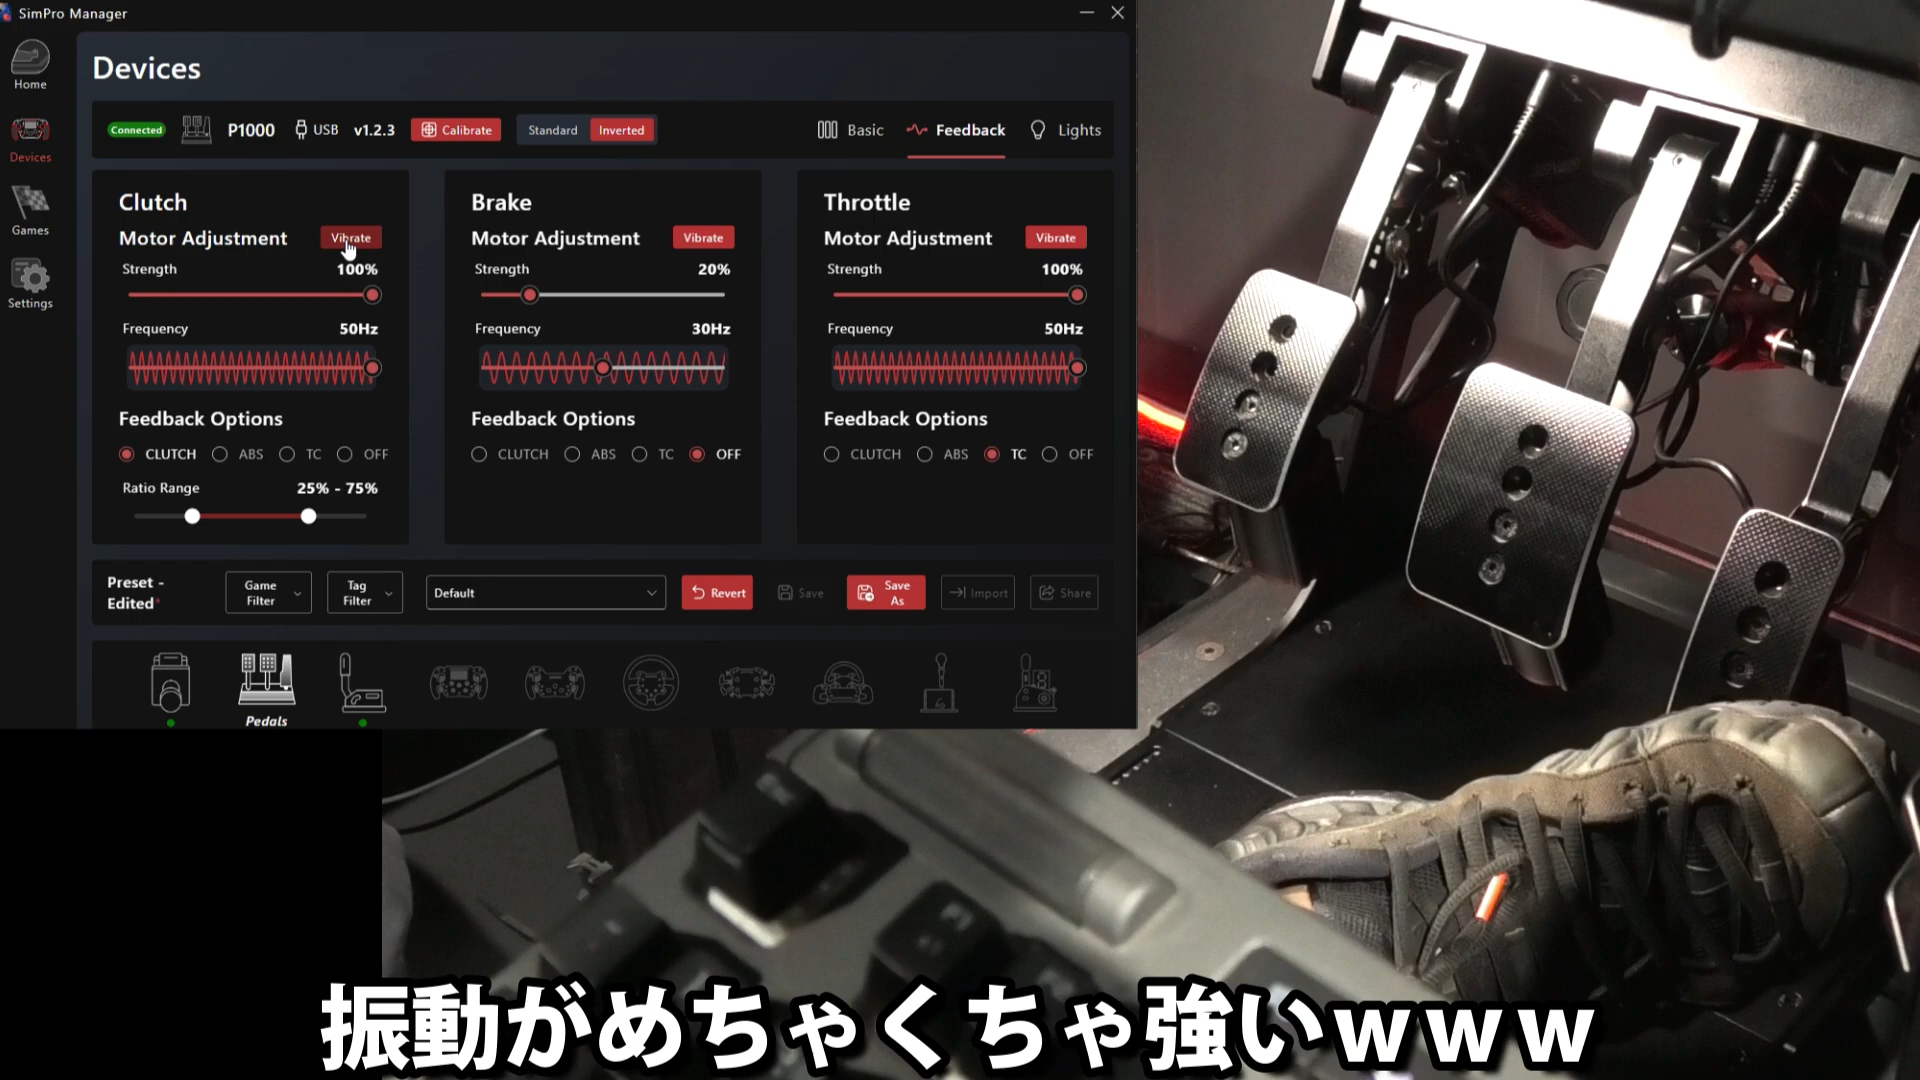 SimPro Manager
Home
Devices
Games
Settings
Devices
Connected P1000 USB v1.2.3 Calibrate Standard Inverted Basic Feedback Lights
Clutch
Motor Adjustment Vibrate
Strength 100%
Frequency 50Hz
Feedback Options
CLUTCH ABS TC OFF
Ratio Range 25% - 75%
Brake
Motor Adjustment Vibrate
Strength 20%
Frequency 30Hz
Feedback Options
CLUTCH ABS TC OFF
Throttle
Motor Adjustment Vibrate
Strength 100%
Frequency 50Hz
Feedback Options
CLUTCH ABS TC OFF
Preset -
Edited*
Game
Filter
Tag
Filter
Default
Revert
Save
Save
As
Import
Share
Pedals
振動がめちゃくちゃ強いｗｗｗ